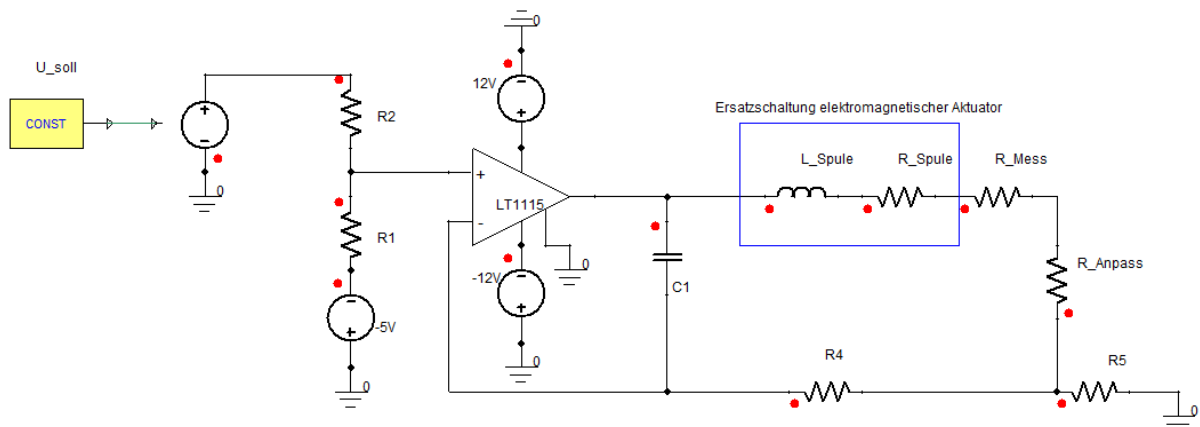 0
U_soll
12V
CONST
R2
Ersatzschaltung elektromagnetischer Aktuator
L_Spule
R_Spule
R_Mess
+
-
+
LT1115
-
0
R1
-12V
0
C1
R_Anpass
-5V
0
R4
R5
0
0